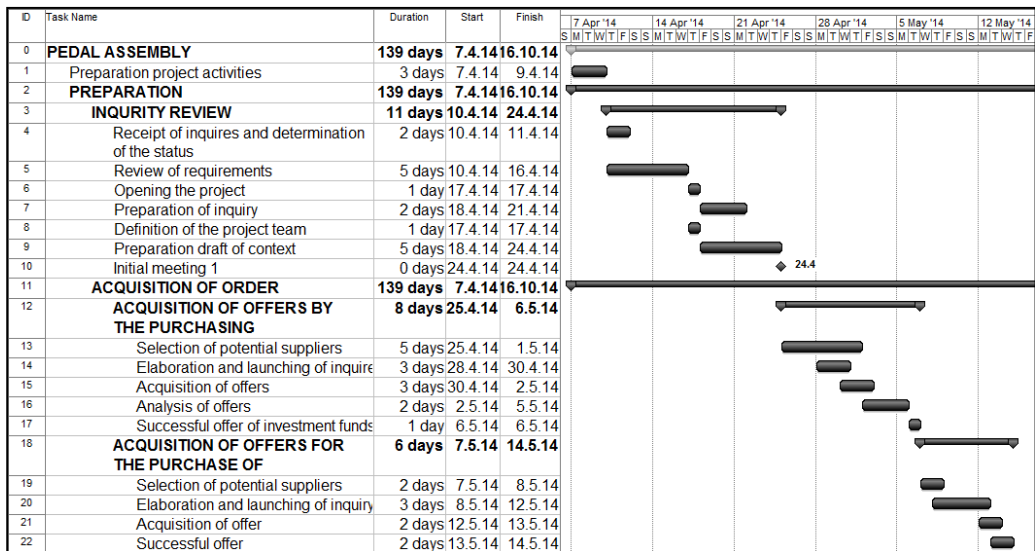 ID Task Name Duration Start Finish 7 Apr '14 14 Apr '14 21 Apr '14 28 Apr '14 5 May '14 12 May '14
S M T W T F S S M T W T F S S M T W T F S S M T W T F S S M T W T F S S M T W T F
0 PEDAL ASSEMBLY 139 days 7.4.14 16.10.14
1 Preparation project activities 3 days 7.4.14 9.4.14
2 PREPARATION 139 days 7.4.14 16.10.14
3 INQURITY REVIEW 11 days 10.4.14 24.4.14
4 Receipt of inquires and determination 2 days 10.4.14 11.4.14
of the status
5 Review of requirements 5 days 10.4.14 16.4.14
6 Opening the project 1 day 17.4.14 17.4.14
7 Preparation of inquiry 2 days 18.4.14 21.4.14
8 Definition of the project team 1 day 17.4.14 17.4.14
9 Preparation draft of context 5 days 18.4.14 24.4.14
10 Initial meeting 1 0 days 24.4.14 24.4.14 24.4
11 ACQUISITION OF ORDER 139 days 7.4.14 16.10.14
12 ACQUISITION OF OFFERS BY 8 days 25.4.14 6.5.14
THE PURCHASING
13 Selection of potential suppliers 5 days 25.4.14 1.5.14
14 Elaboration and launching of inquire 3 days 28.4.14 30.4.14
15 Acquisition of offers 3 days 30.4.14 2.5.14
16 Analysis of offers 2 days 2.5.14 5.5.14
17 Successful offer of investment funds 1 day 6.5.14 6.5.14
18 ACQUISITION OF OFFERS FOR 6 days 7.5.14 14.5.14
THE PURCHASE OF
19 Selection of potential suppliers 2 days 7.5.14 8.5.14
20 Elaboration and launching of inquiry 3 days 8.5.14 12.5.14
21 Acquisition of offer 2 days 12.5.14 13.5.14
22 Successful offer 2 days 13.5.14 14.5.14